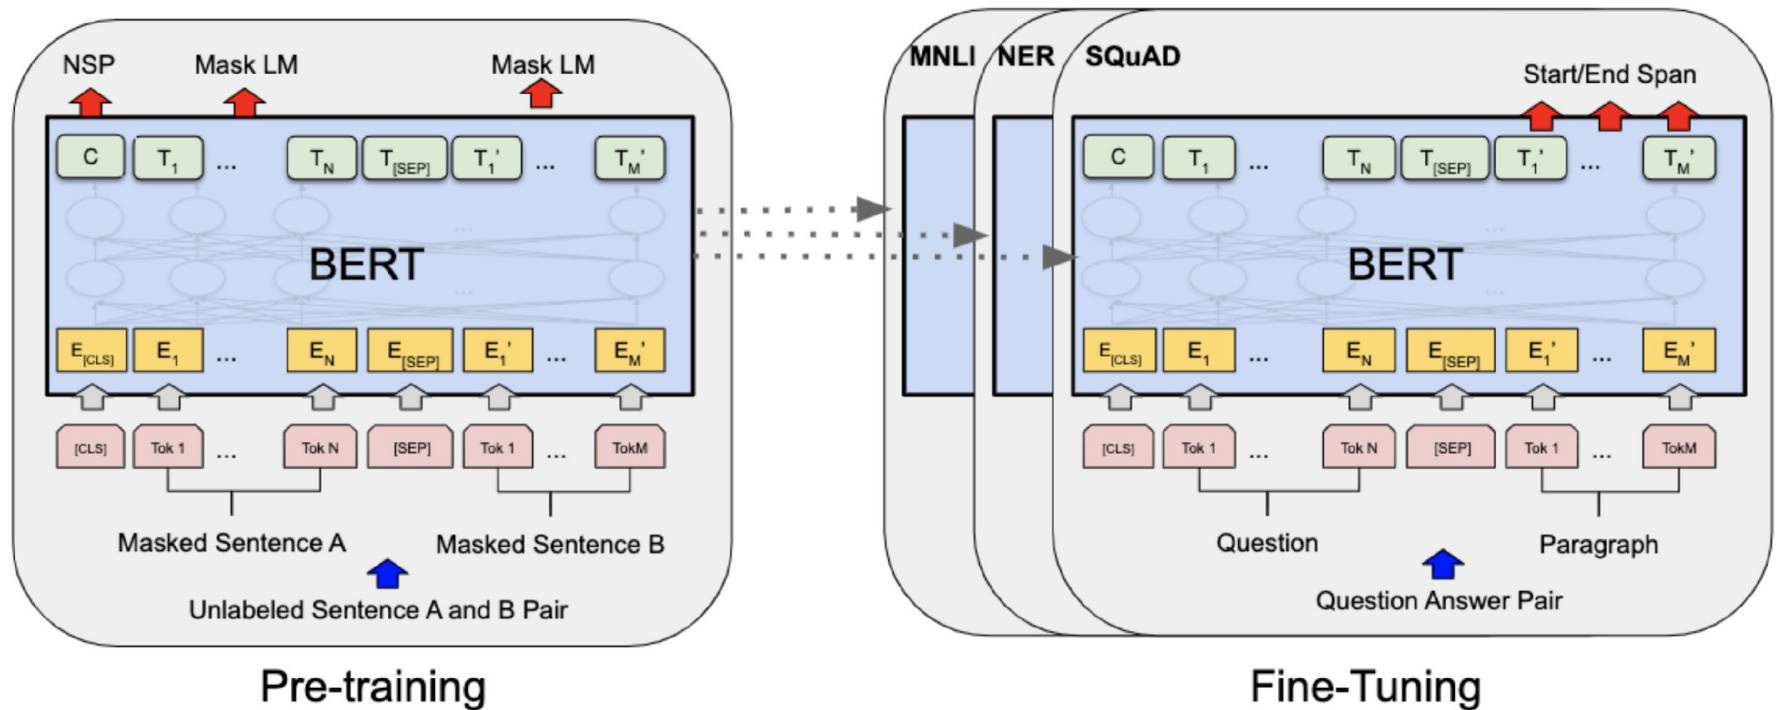 NSP Mask LM Mask LM
C T1 ... TN T[SEP] T1' ... TM'
...
BERT
...
E[CLS] E1 ... EN E[SEP] E1' ... EM'
[CLS] Tok 1 ... Tok N [SEP] Tok 1 ... TokM
Masked Sentence A Masked Sentence B
Unlabeled Sentence A and B Pair
Pre-training
MNLI NER SQuAD
Start/End Span
C T1 ... TN T[SEP] T1' ... TM'
...
BERT
...
E[CLS] E1 ... EN E[SEP] E1' ... EM'
[CLS] Tok 1 ... Tok N [SEP] Tok 1 ... TokM
Question Paragraph
Question Answer Pair
Fine-Tuning